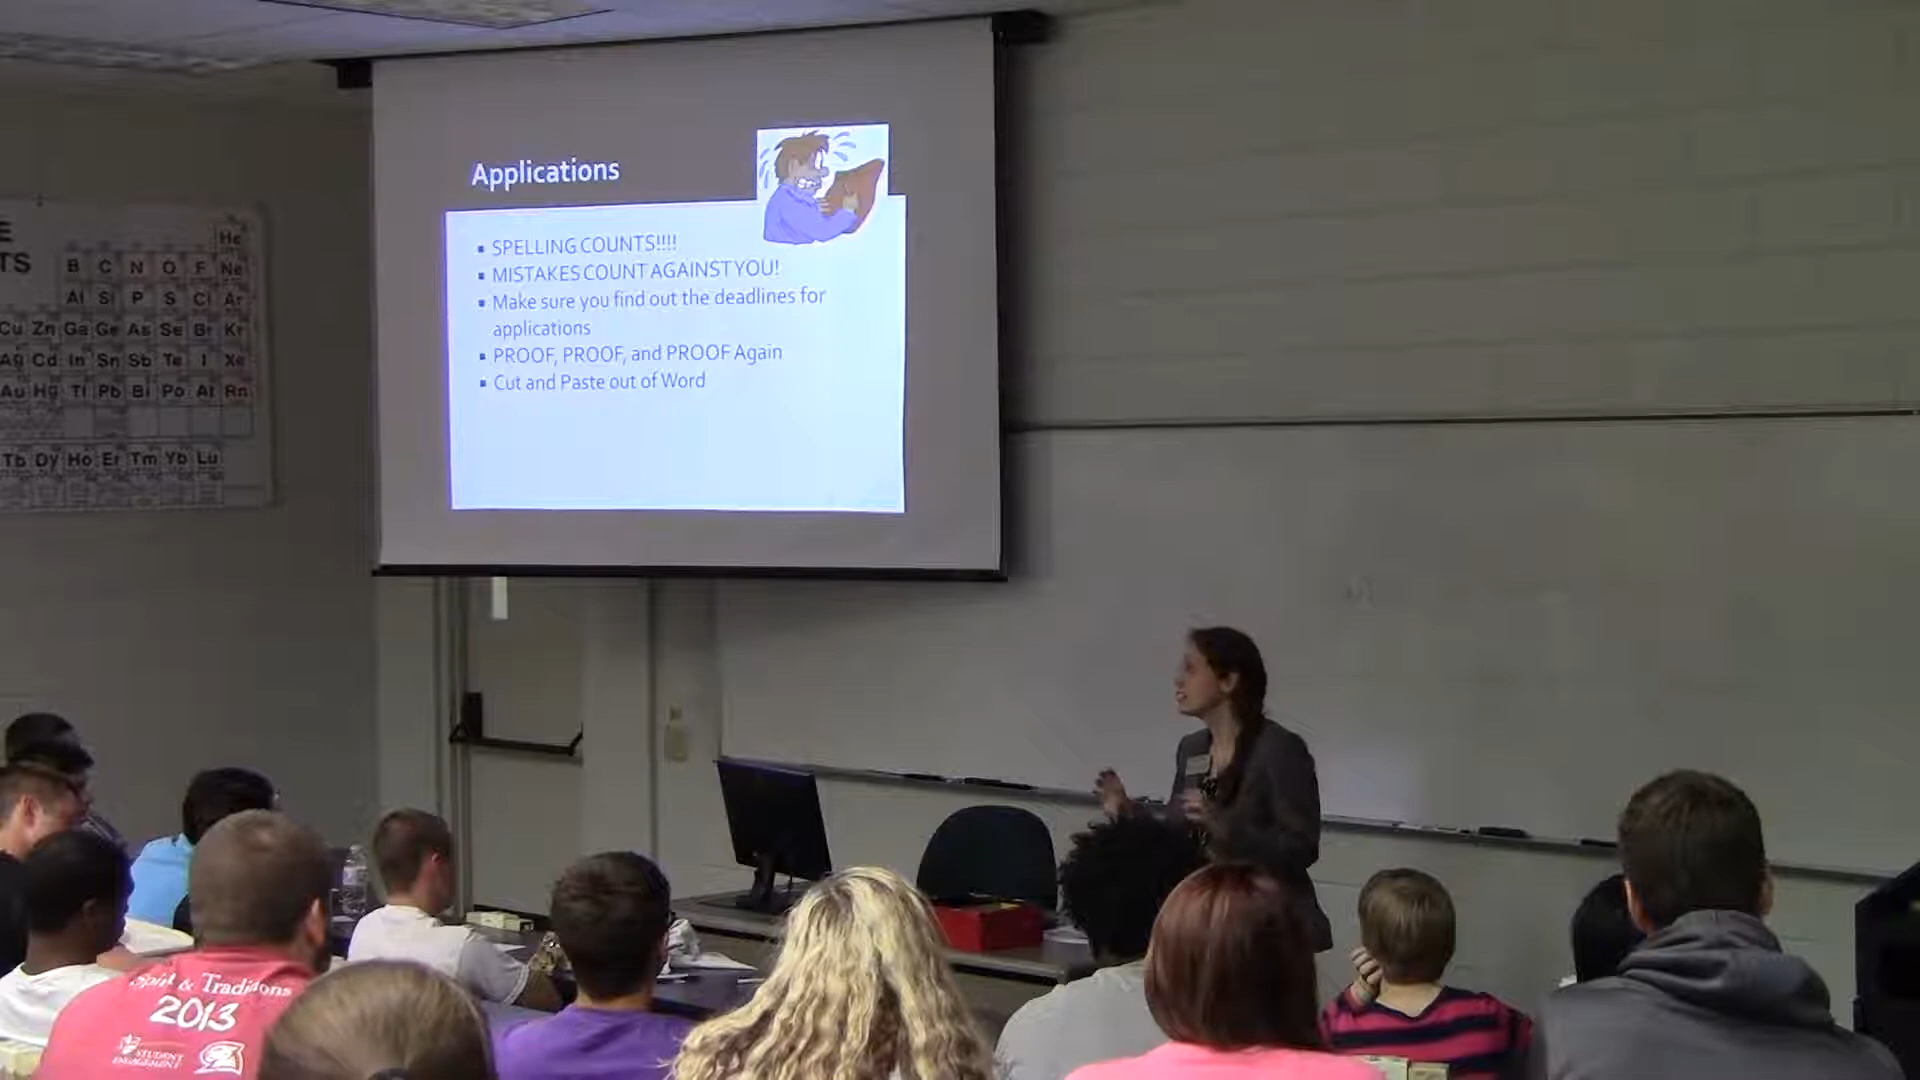 Applications
SPELLING COUNTS!!!!
MISTAKES COUNT AGAINST YOU!
Make sure you find out the deadlines for
applications
PROOF, PROOF, and PROOF Again
Cut and Paste out of Word
E
TS
He
B C N O F Ne
Al Si P S Cl Ar
Cu Zn Ga Ge As Se Br Kr
Ag Cd In Sn Sb Te I Xe
Au Hg Tl Pb Bi Po At Rn
Tb Dy Ho Er Tm Yb Lu
Spirit & Traditions
2013
STUDENT
ENGAGEMENT